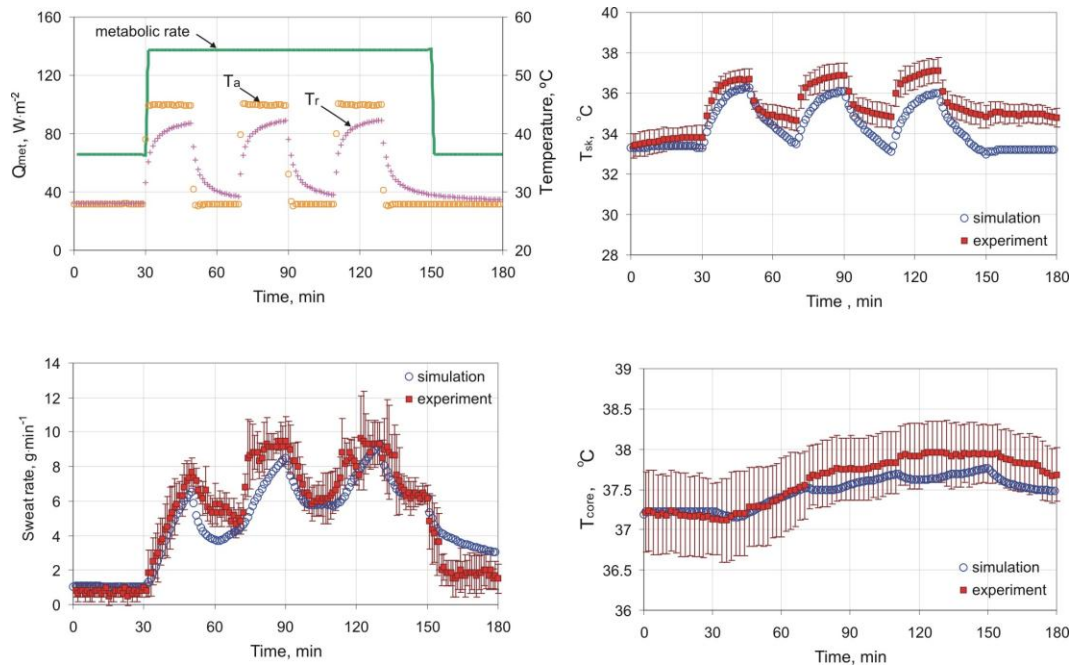 metabolic rate
Ta
Tr
Qmet, W·m-2
160
120
80
40
0
60
50
40
30
20
Temperature, ºC
0 30 60 90 120 150 180
Time, min
Tsk, °C
40
38
36
34
32
30
28
simulation
experiment
0 30 60 90 120 150 180
Time , min
Sweat rate, g·min-1
14
12
10
8
6
4
2
0
simulation
experiment
0 30 60 90 120 150 180
Time, min
Tcore, °C
39
38.5
38
37.5
37
36.5
36
simulation
experiment
0 30 60 90 120 150 180
Time, min